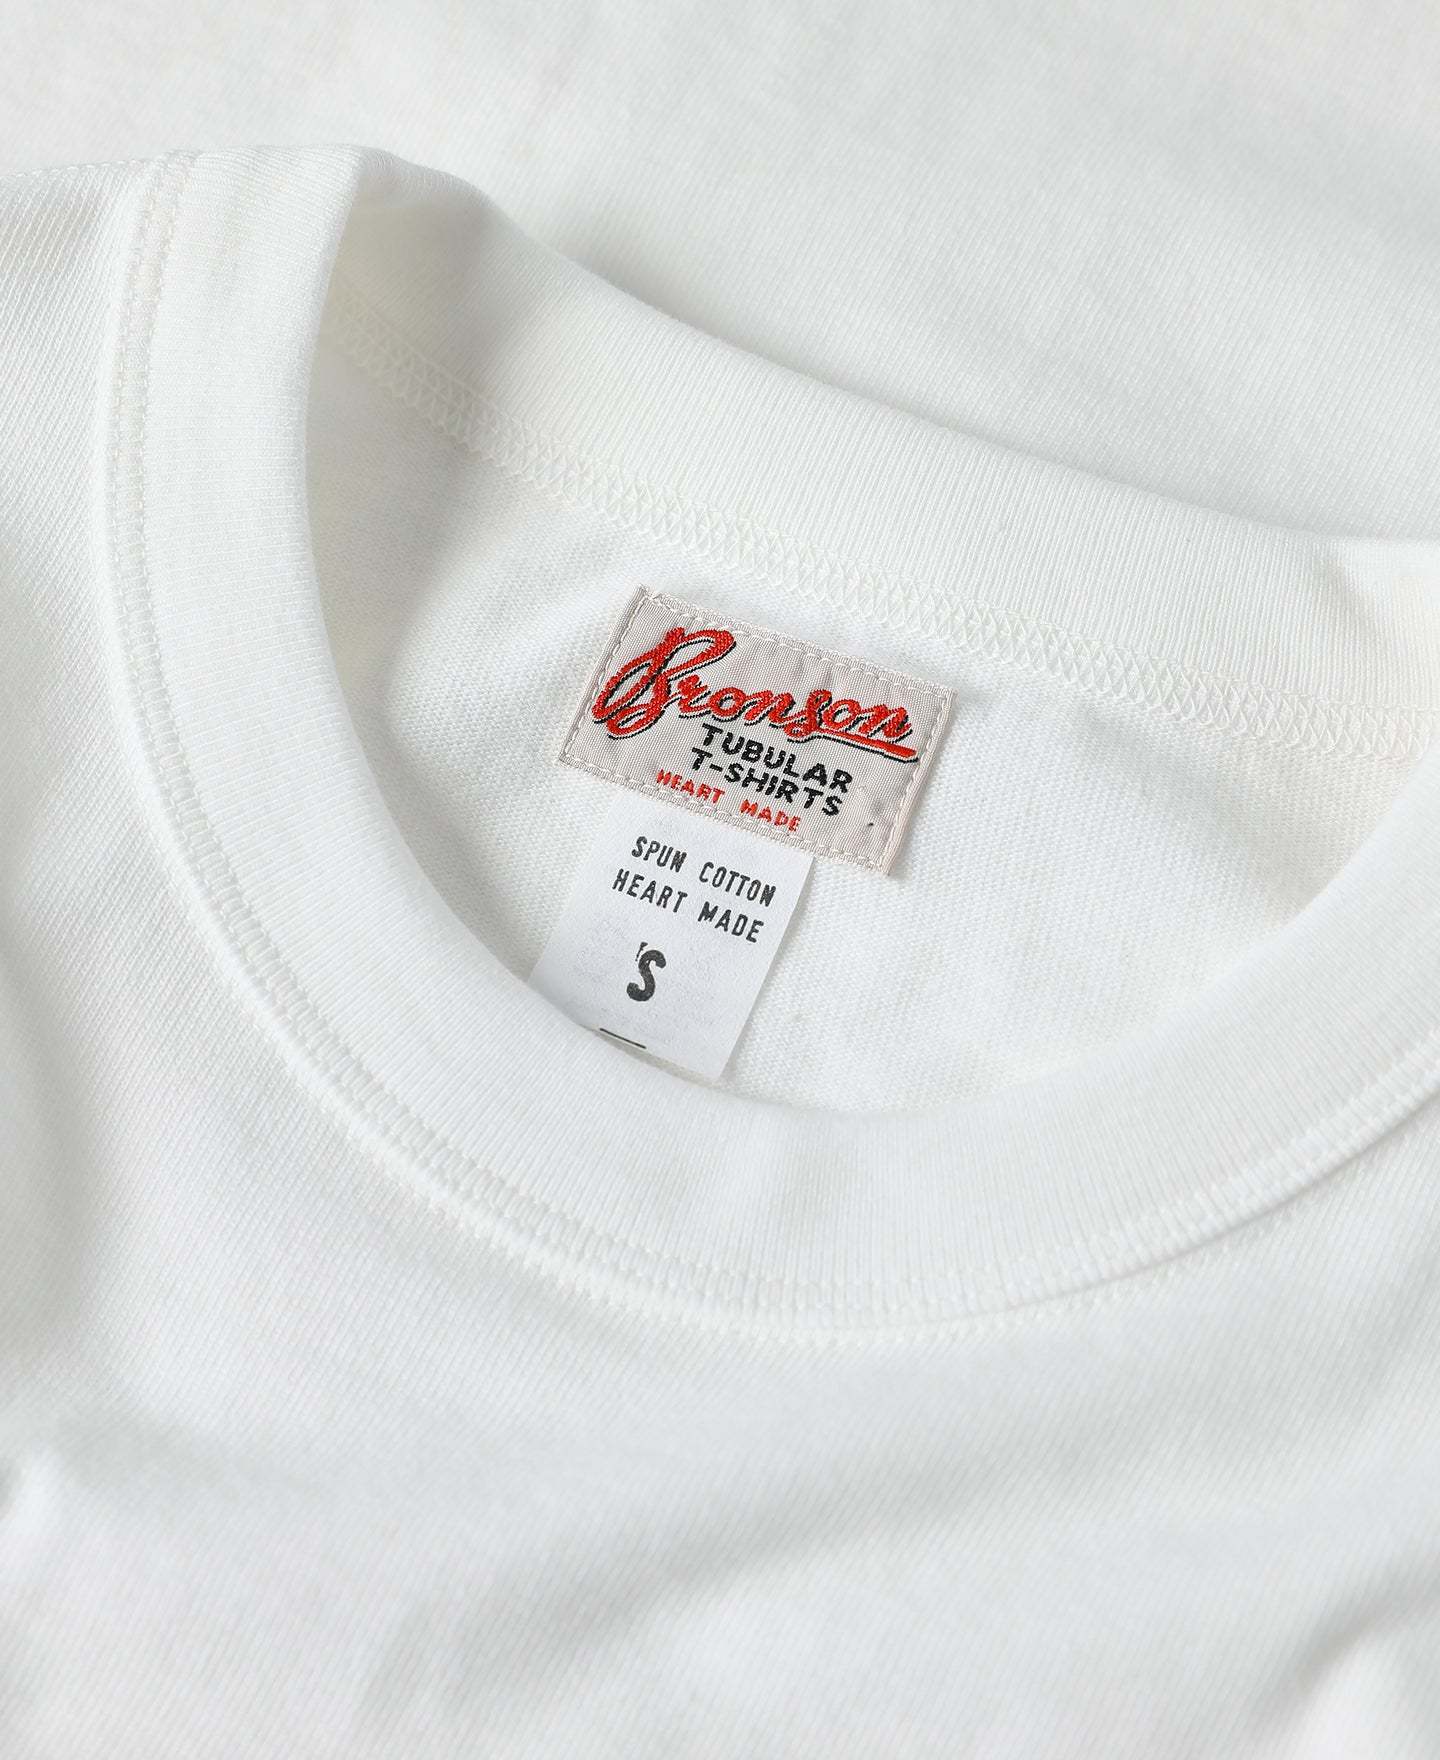 Bronson
TUBULAR
T-SHIRTS
HEART MADE
SPUN COTTON
HEART MADE
S